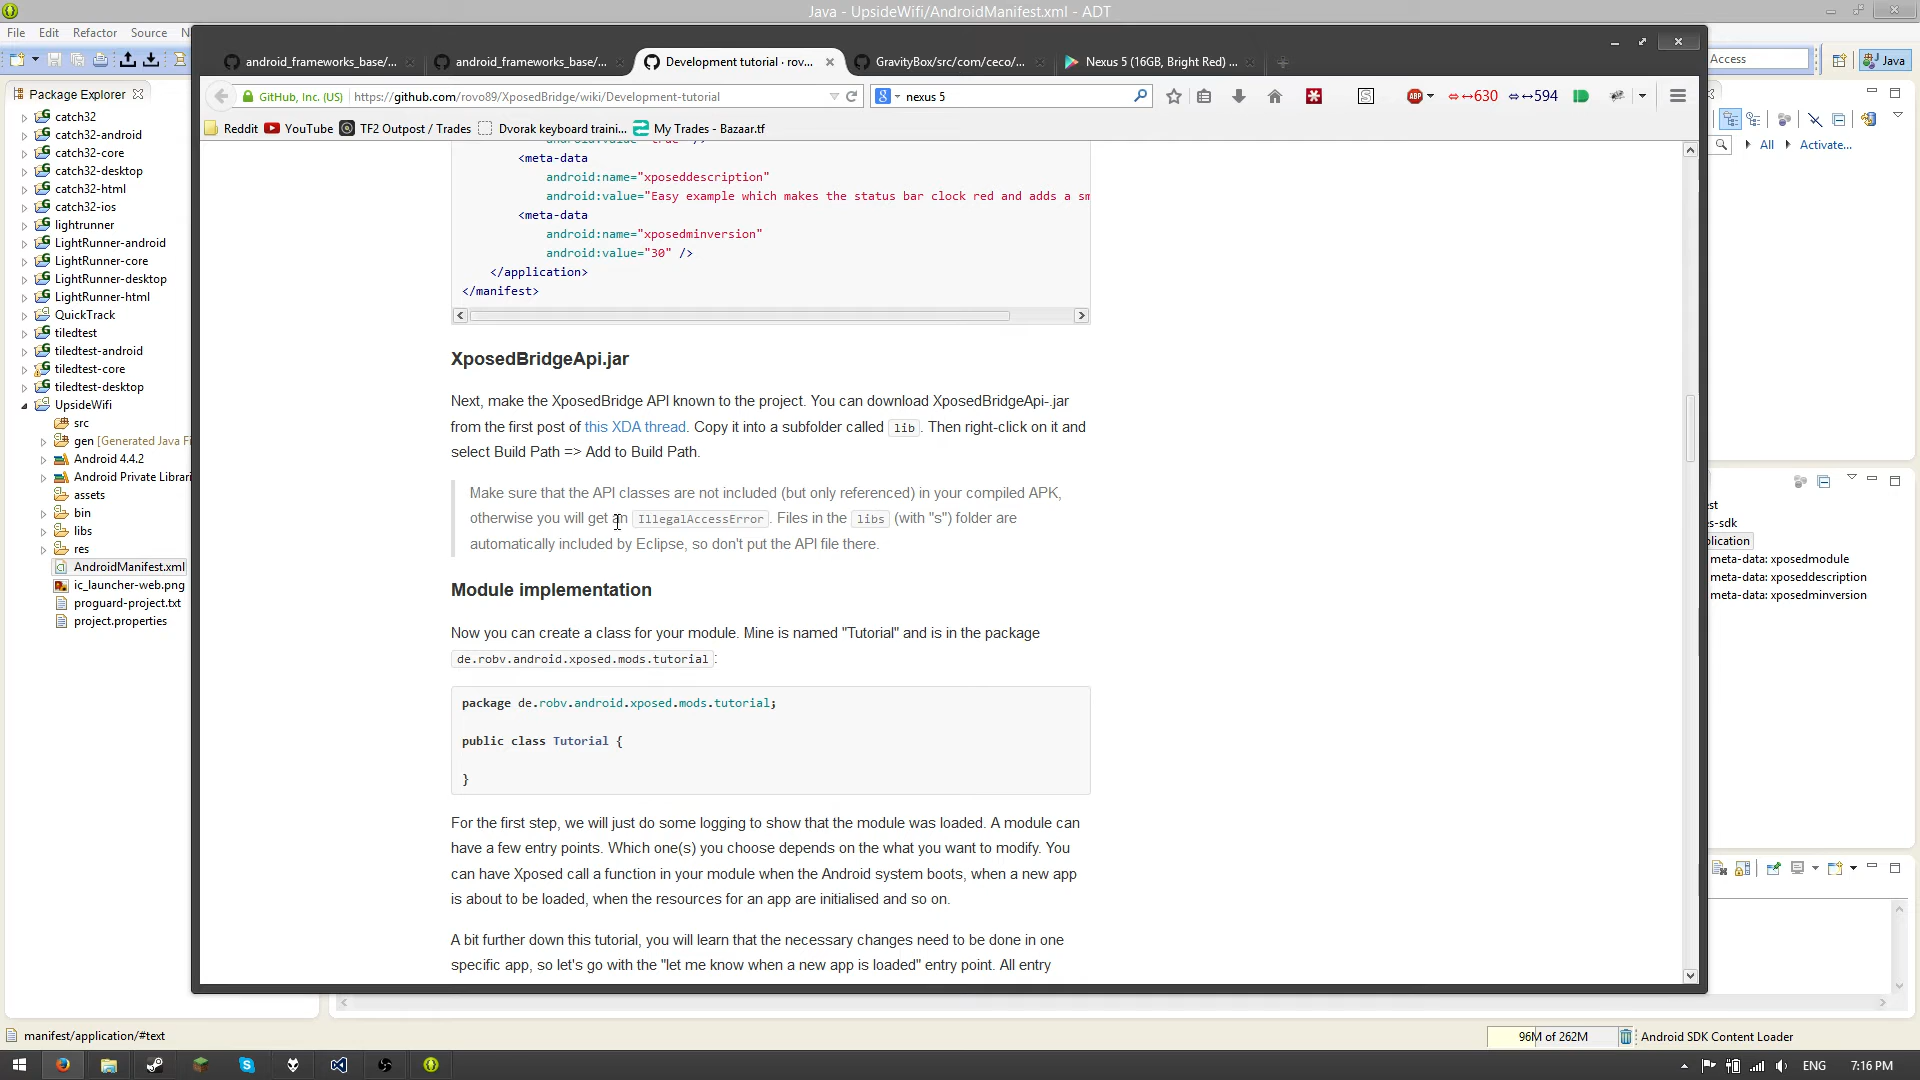 Java - UpsideWifi/AndroidManifest.xml - ADT
File Edit Refactor Source
android_frameworks_base/...
android_frameworks_base/...
Development tutorial · rov...
GravityBox/src/com/ceco/...
Nexus 5 (16GB, Bright Red) ...
Access
Java
Package Explorer
GitHub, Inc. (US) https://github.com/rovo89/XposedBridge/wiki/Development-tutorial
nexus 5
ABP
630
594
Reddit YouTube TF2 Outpost / Trades Dvorak keyboard traini... My Trades - Bazaar.tf
All Activate...
catch32
catch32-android
catch32-core
catch32-desktop
catch32-html
catch32-ios
lightrunner
LightRunner-android
LightRunner-core
LightRunner-desktop
LightRunner-html
QuickTrack
tiledtest
tiledtest-android
tiledtest-core
tiledtest-desktop
UpsideWifi
src
gen [Generated Java Fi
Android 4.4.2
Android Private Librari
assets
bin
libs
res
AndroidManifest.xml
ic_launcher-web.png
proguard-project.txt
project.properties
<meta-data
android:name="xposeddescription"
android:value="Easy example which makes the status bar clock red and adds a sm
<meta-data
android:name="xposedminversion"
android:value="30" />
</application>
</manifest>
XposedBridgeApi.jar
Next, make the XposedBridge API known to the project. You can download XposedBridgeApi-.jar
from the first post of this XDA thread. Copy it into a subfolder called lib. Then right-click on it and
select Build Path => Add to Build Path.
Make sure that the API classes are not included (but only referenced) in your compiled APK,
otherwise you will get an IllegalAccessError. Files in the libs (with "s") folder are
automatically included by Eclipse, so don't put the API file there.
Module implementation
Now you can create a class for your module. Mine is named "Tutorial" and is in the package
de.robv.android.xposed.mods.tutorial:
package de.robv.android.xposed.mods.tutorial;
public class Tutorial {
}
For the first step, we will just do some logging to show that the module was loaded. A module can
have a few entry points. Which one(s) you choose depends on the what you want to modify. You
can have Xposed call a function in your module when the Android system boots, when a new app
is about to be loaded, when the resources for an app are initialised and so on.
A bit further down this tutorial, you will learn that the necessary changes need to be done in one
specific app, so let's go with the "let me know when a new app is loaded" entry point. All entry
est
es-sdk
plication
meta-data: xposedmodule
meta-data: xposeddescription
meta-data: xposedminversion
manifest/application/#text
96M of 262M
Android SDK Content Loader
ENG
7:16 PM